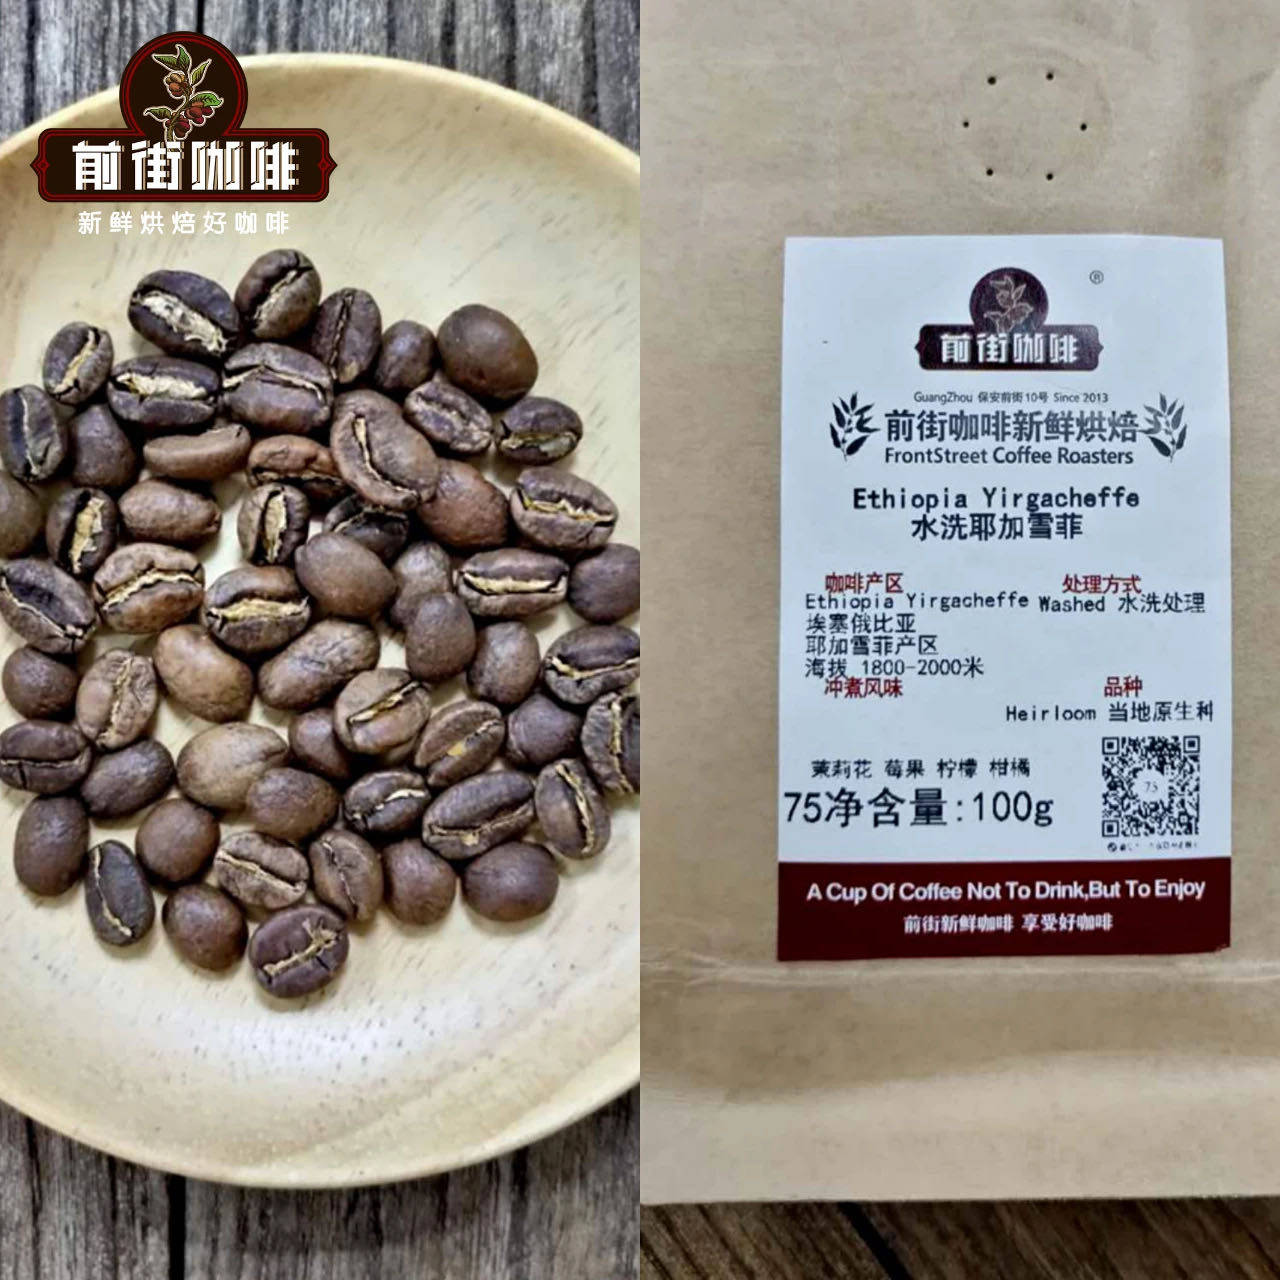 前街咖啡
新鲜烘焙好咖啡
®
前街咖啡
GuangZhou 保安前街10号 Since 2013
前街咖啡新鲜烘焙
FrontStreet Coffee Roasters
Ethiopia Yirgacheffe
水洗耶加雪菲
咖啡产区
Ethiopia Yirgacheffe
埃塞俄比亚
耶加雪菲产区
海拔 1800-2000米
处理方式
Washed 水洗处理
冲煮风味
茉莉花 莓果 柠檬 柑橘
品种
Heirloom 当地原生种
75净含量:100g
73
A Cup Of Coffee Not To Drink,But To Enjoy
前街新鲜咖啡 享受好咖啡